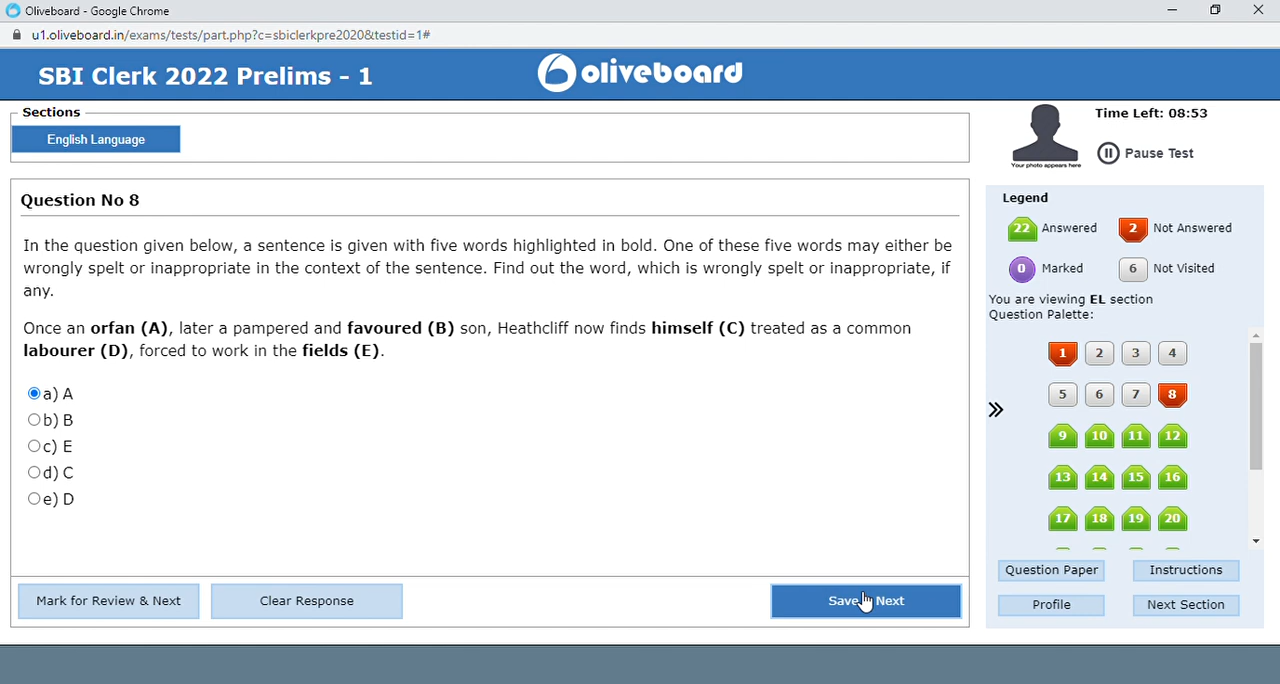 Oliveboard - Google Chrome
u1.oliveboard.in/exams/tests/part.php?c=sbiclerkpre2020&testid=1#
SBI Clerk 2022 Prelims - 1
oliveboard
Sections
English Language
Your photo appears here
Time Left: 08:53
Pause Test
Question No 8
In the question given below, a sentence is given with five words highlighted in bold. One of these five words may either be
wrongly spelt or inappropriate in the context of the sentence. Find out the word, which is wrongly spelt or inappropriate, if
any.
Once an orfan (A), later a pampered and favoured (B) son, Heathcliff now finds himself (C) treated as a common
labourer (D), forced to work in the fields (E).
a) A
b) B
c) E
d) C
e) D
Mark for Review & Next
Clear Response
Save Next
Legend
22 Answered
2 Not Answered
0 Marked
6 Not Visited
You are viewing EL section
Question Palette:
1 2 3 4
5 6 7 8
9 10 11 12
13 14 15 16
17 18 19 20
Question Paper
Instructions
Profile
Next Section